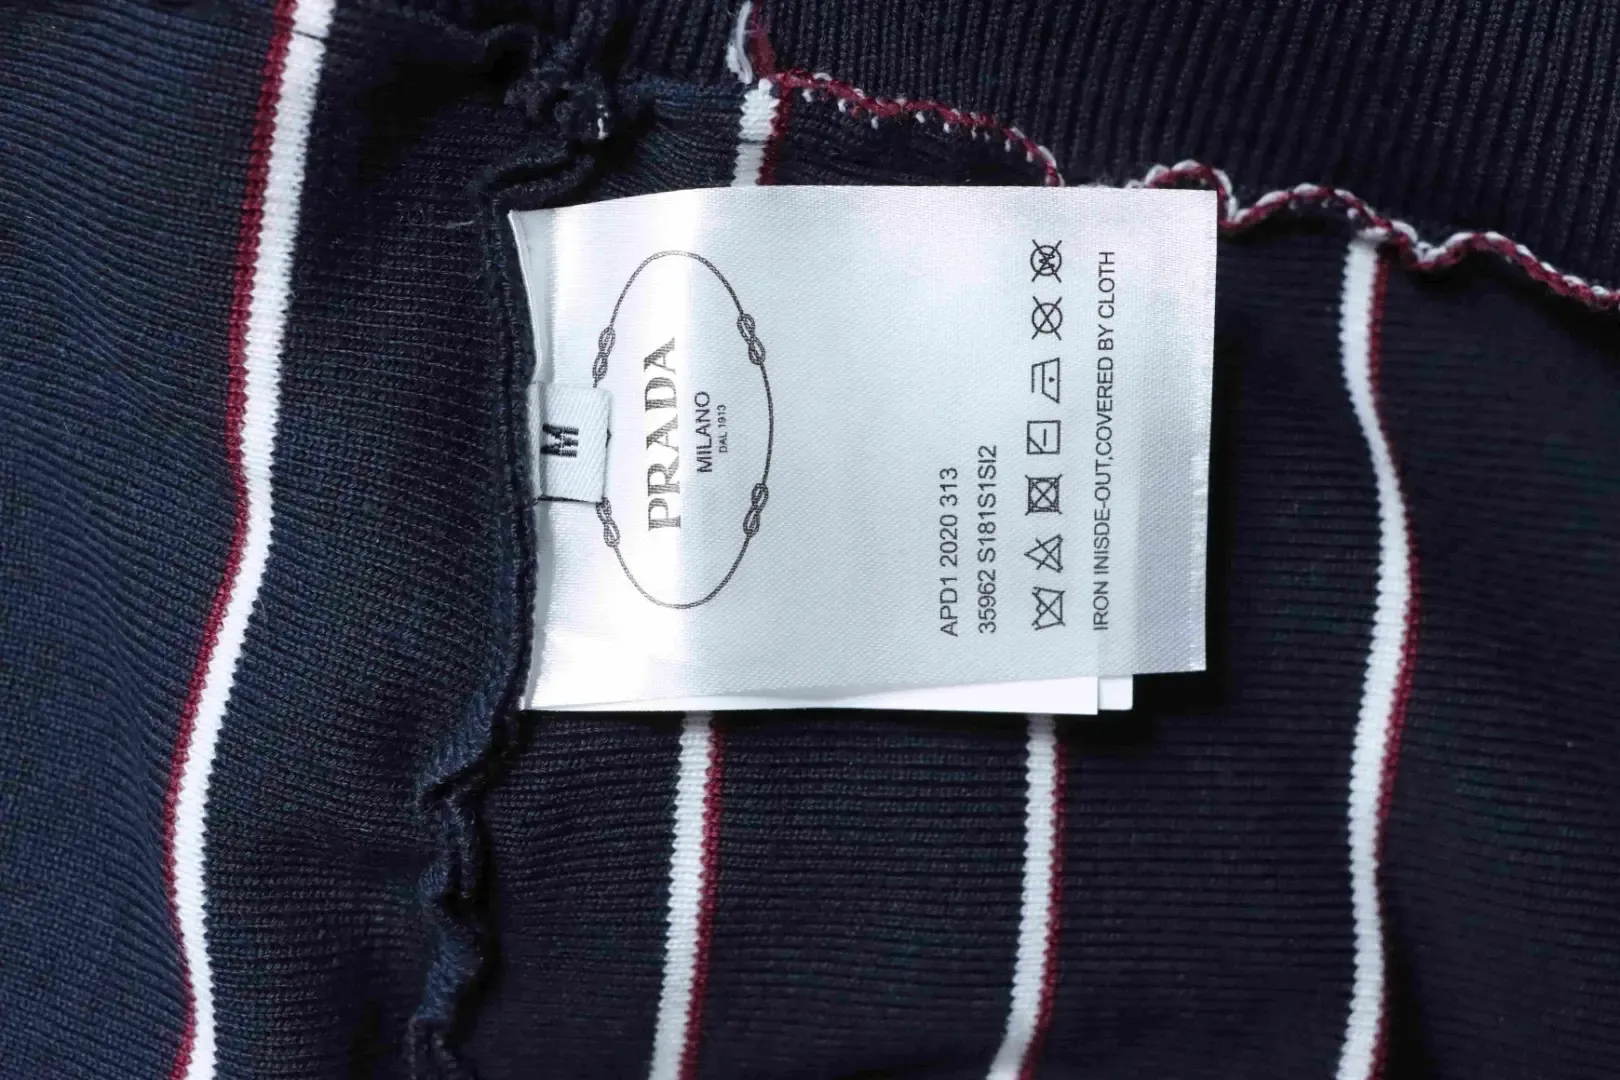 M
PRADA
MILANO
DAL 1913
APD1 2020 313
35962 S181S1SI2
IRON INISDE-OUT,COVERED BY CLOTH